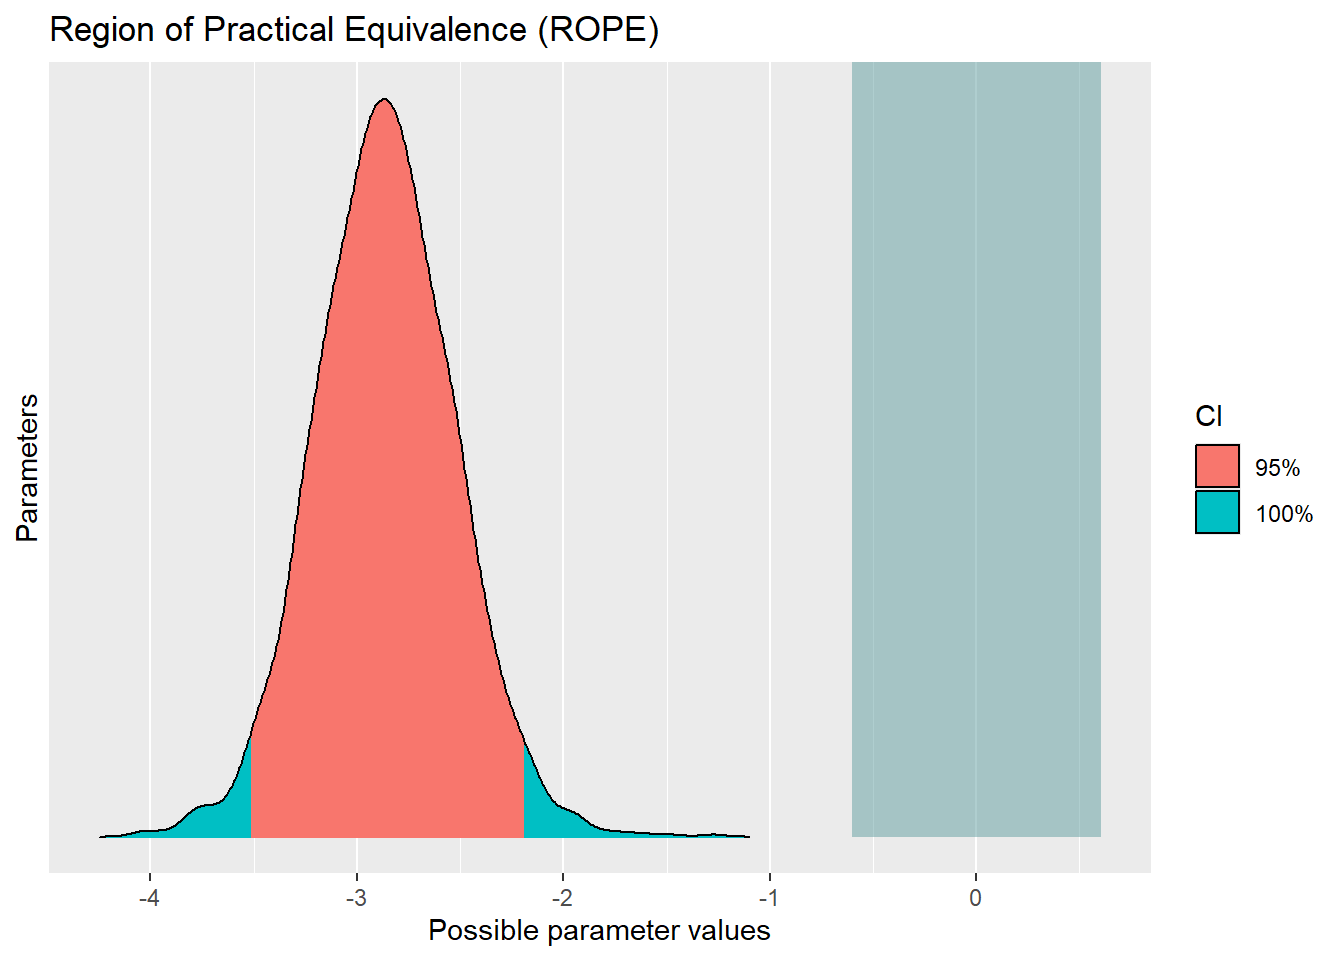 Region of Practical Equivalence (ROPE)
Parameters
-4
-3
-2
-1
0
Possible parameter values
CI
95%
100%